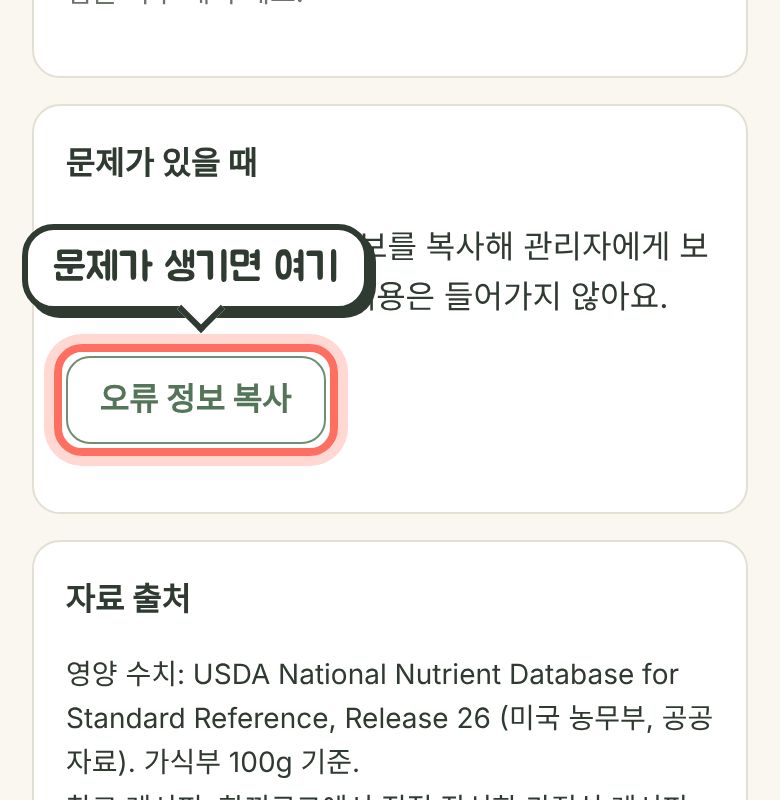 문제가 있을 때
보를 복사해 관리자에게 보
문제가 생기면 여기
용은 들어가지 않아요.
오류 정보 복사
자료 출처
영양 수치: USDA National Nutrient Database for
Standard Reference, Release 26 (미국 농무부, 공공
자료). 가식부 100g 기준.